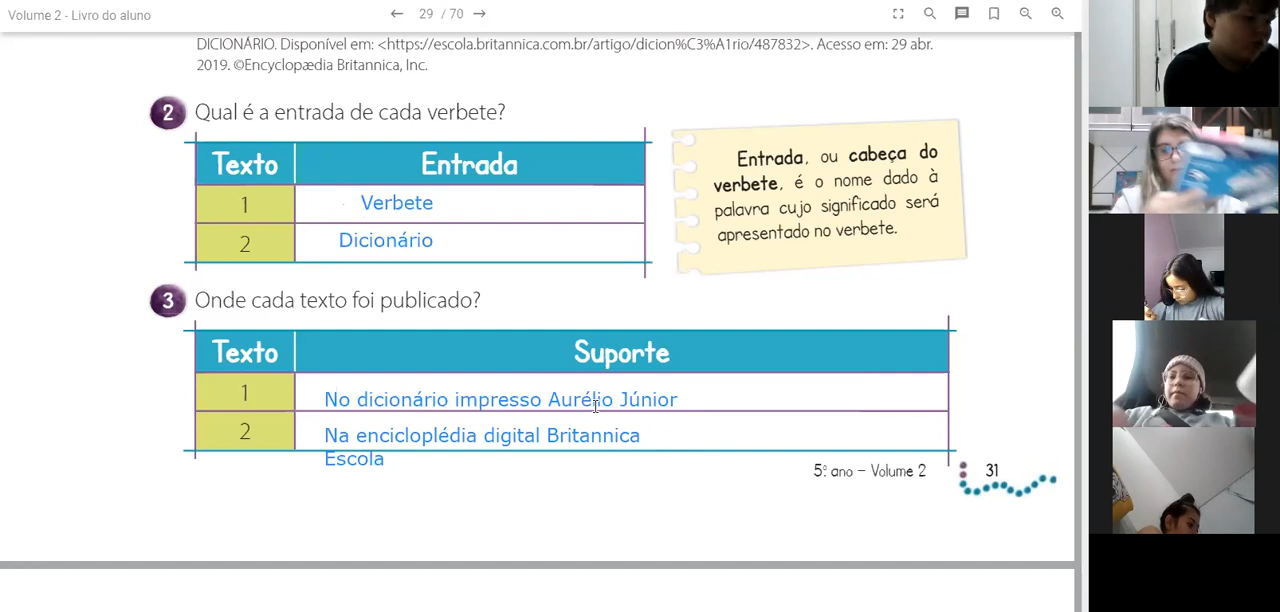 Volume 2 - Livro do aluno
29 / 70
DICIONÁRIO. Disponível em: <https://escola.britannica.com.br/artigo/dicion%C3%A1rio/487832>. Acesso em: 29 abr.
2019. ©Encyclopædia Britannica, Inc.
2 Qual é a entrada de cada verbete?
Texto Entrada
1 Verbete
2 Dicionário
Entrada, ou cabeça do
verbete, é o nome dado à
palavra cujo significado será
apresentado no verbete.
3 Onde cada texto foi publicado?
Texto Suporte
1 No dicionário impresso Aurélio Júnior
2 Na encicloplédia digital Britannica
Escola
5º. ano – Volume 2 31